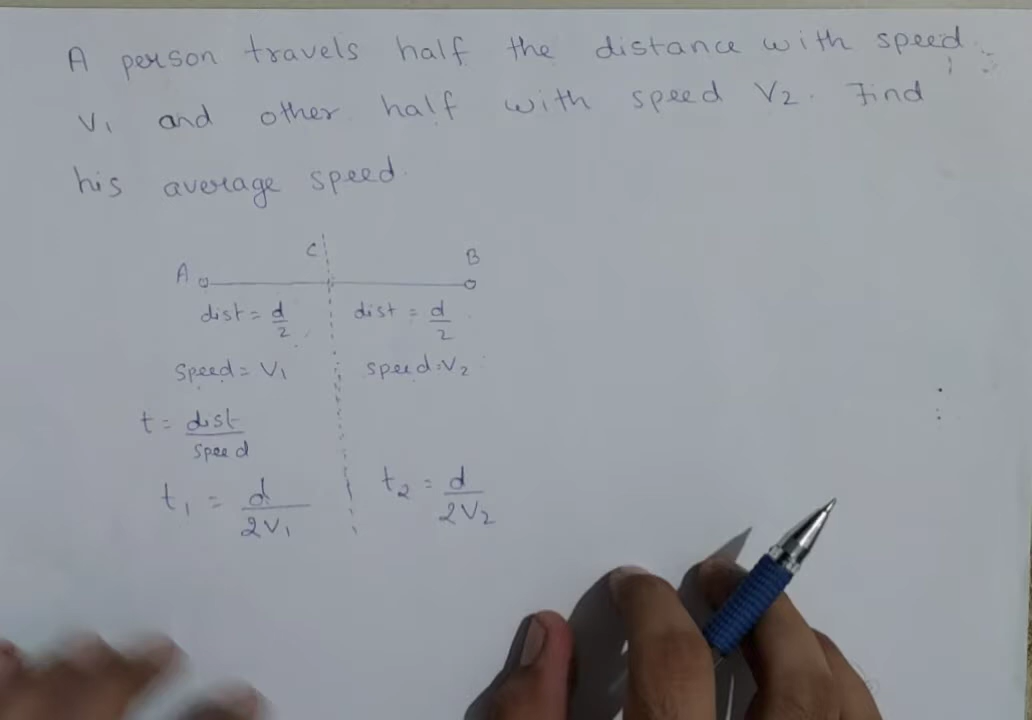 A person travels half the distance with speed
V₁ and other half with speed V₂. Find
his average speed.
A C B
dist = d/2 dist = d/2
Speed = V₁ speed = V₂
t = dist/speed
t₁ = d/2V₁ t₂ = d/2V₂